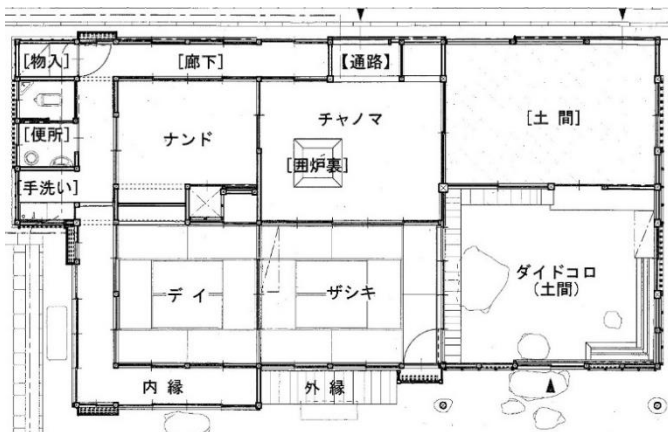 [物入]
[廊下]
【通路】
チャノマ
[土間]
ナンド
[便所]
[囲炉裏]
[手洗い]
デイ
ザシキ
ダイドコロ
(土間)
内縁
外縁